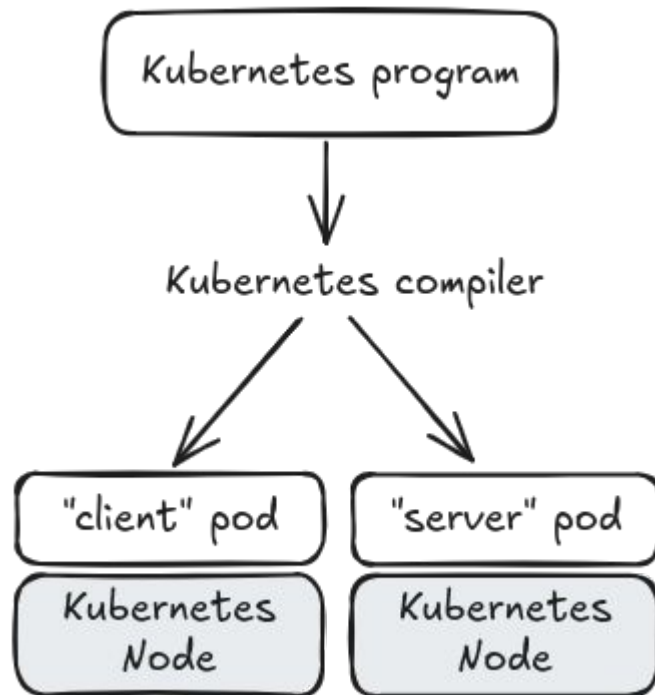 Kubernetes program
Kubernetes compiler
"client" pod
"server" pod
Kubernetes
Node
Kubernetes
Node